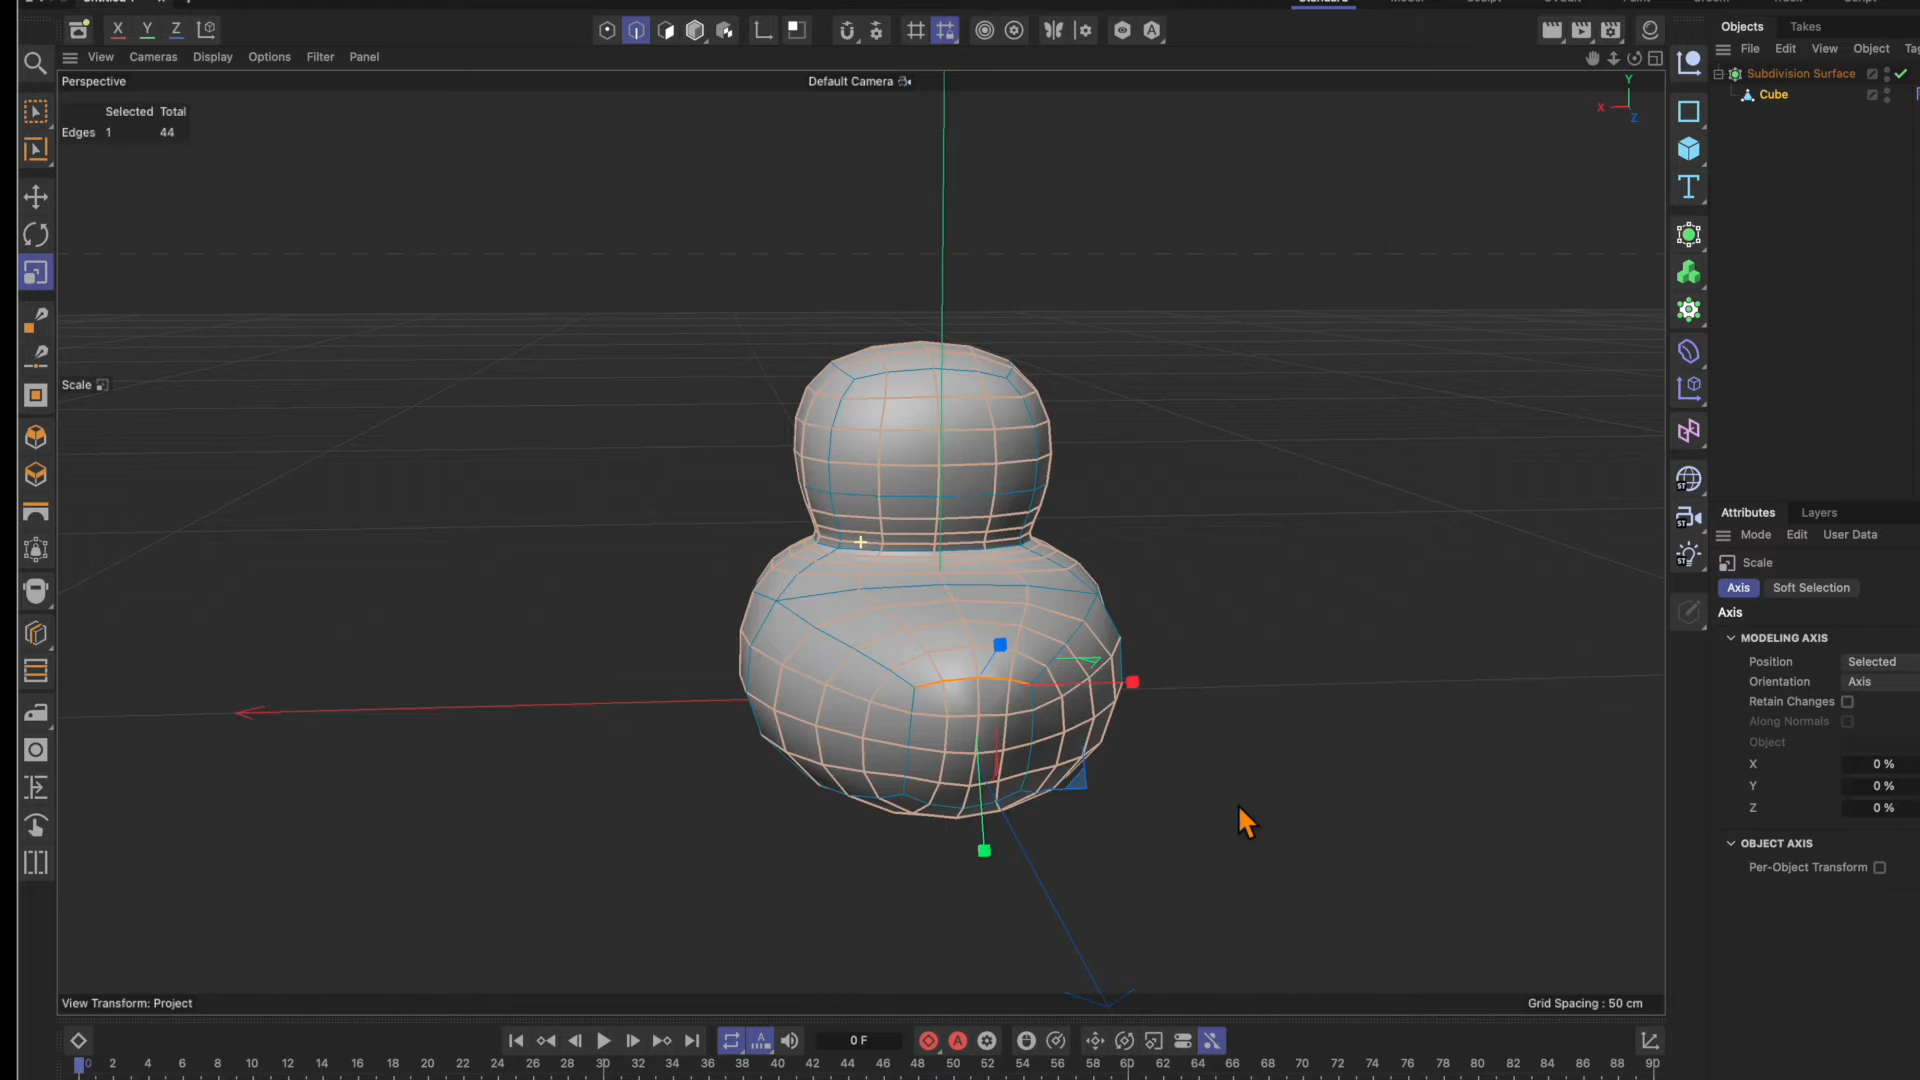 X Y Z
Objects Takes
View Cameras Display Options Filter Panel
File Edit View Object
Perspective
Default Camera
Subdivision Surface
Cube
Y
X
Z
Selected Total
Edges 1 44
T
Scale
ST
ST
ST
Attributes Layers
Mode Edit User Data
Scale
Axis Soft Selection
Axis
MODELING AXIS
Position Selected
Orientation Axis
Retain Changes
Along Normals
Object
X 0 %
Y 0 %
Z 0 %
OBJECT AXIS
Per-Object Transform
View Transform: Project
Grid Spacing : 50 cm
0 F
0 2 4 6 8 10 12 14 16 18 20 22 24 26 28 30 32 34 36 38 40 42 44 46 48 50 52 54 56 58 60 62 64 66 68 70 72 74 76 78 80 82 84 86 88 90